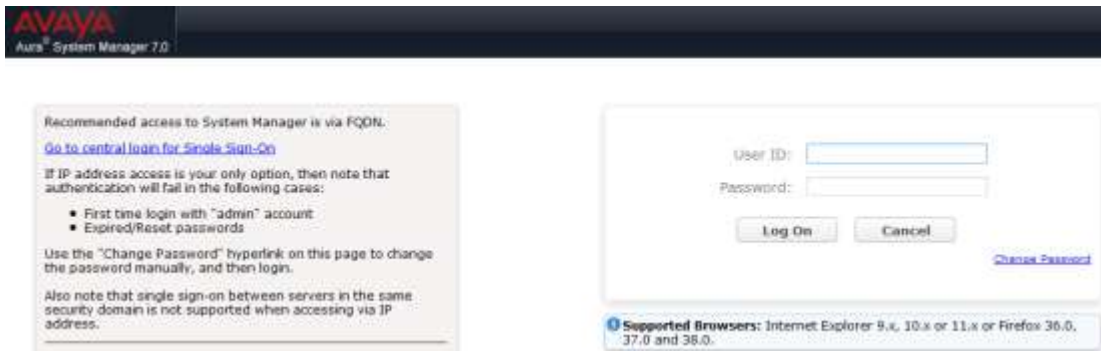 AVAYA
Aura® System Manager 7.0
Recommended access to System Manager is via FQDN.
Go to central login for Single Sign-On
If IP address access is your only option, then note that
authentication will fail in the following cases:
• First time login with "admin" account
• Expired/Reset passwords
Use the "Change Password" hyperlink on this page to change
the password manually, and then login.
Also note that single sign-on between servers in the same
security domain is not supported when accessing via IP
address.
User ID:
Password:
Log On Cancel
Change Password
Supported Browsers: Internet Explorer 9.x, 10.x or 11.x or Firefox 36.0,
37.0 and 38.0.